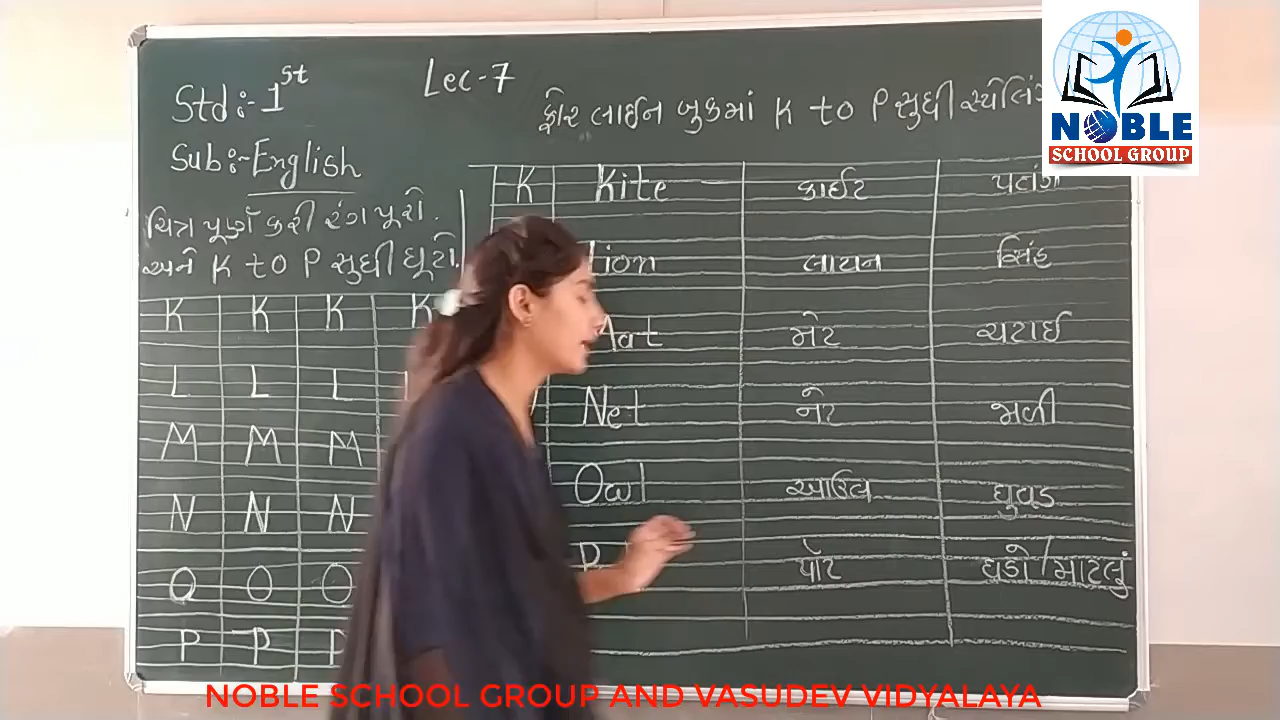 Std:- 1st
Sub:- English
ચિત્ર પૂર્ણ કરી રંગ પૂરો.
અને K to P સુધી ઘૂંટો.
K K K K
L L L
M M M
N N N
O O O
P P P
Lec-7
ફોર લાઈન બુકમાં K to P સુધી
K Kite કાઈટ પતંગ
Lion લાયન સિંહ
Mat મેટ ચટાઈ
Net નેટ જાળી
Owl આઉલ ઘુવડ
P પૉટ ઘડો/માટલું
NOBLE
SCHOOL GROUP
NOBLE SCHOOL GROUP AND VASUDEV VIDYALAYA